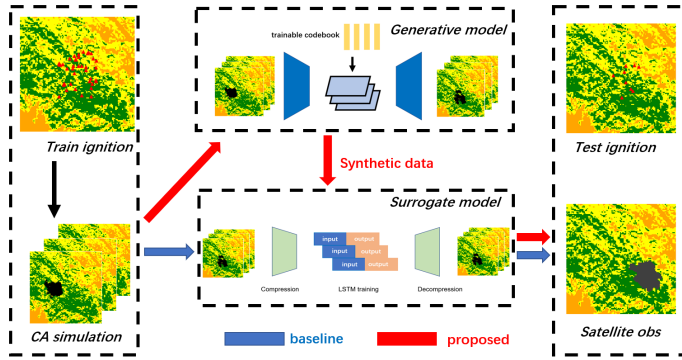 trainable codebook
Generative model
Train ignition
Test ignition
Synthetic data
Surrogate model
input output
input output
input output
Compression
LSTM training
Decompression
CA simulation
Satellite obs
baseline
proposed